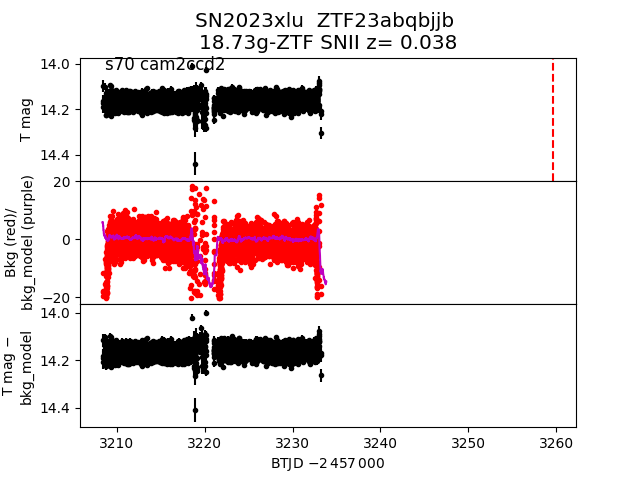 SN2023xlu ZTF23abqbjjb
18.73g-ZTF SNII z= 0.038
s70 cam2ccd2
14.0
14.2
14.4
T mag
20
0
−20
Bkg (red)/
bkg_model (purple)
14.0
14.2
14.4
T mag −
bkg_model
3210 3220 3230 3240 3250 3260
BTJD −2 457 000